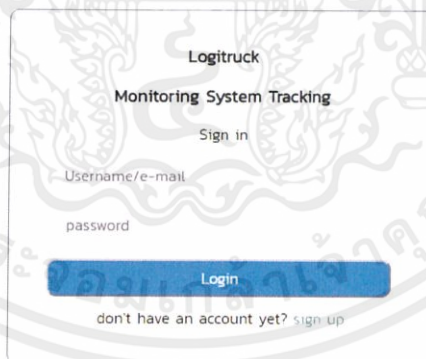 Logitruck
Monitoring System Tracking
Sign in
Username/e-mail
password
Login
don't have an account yet? sign up